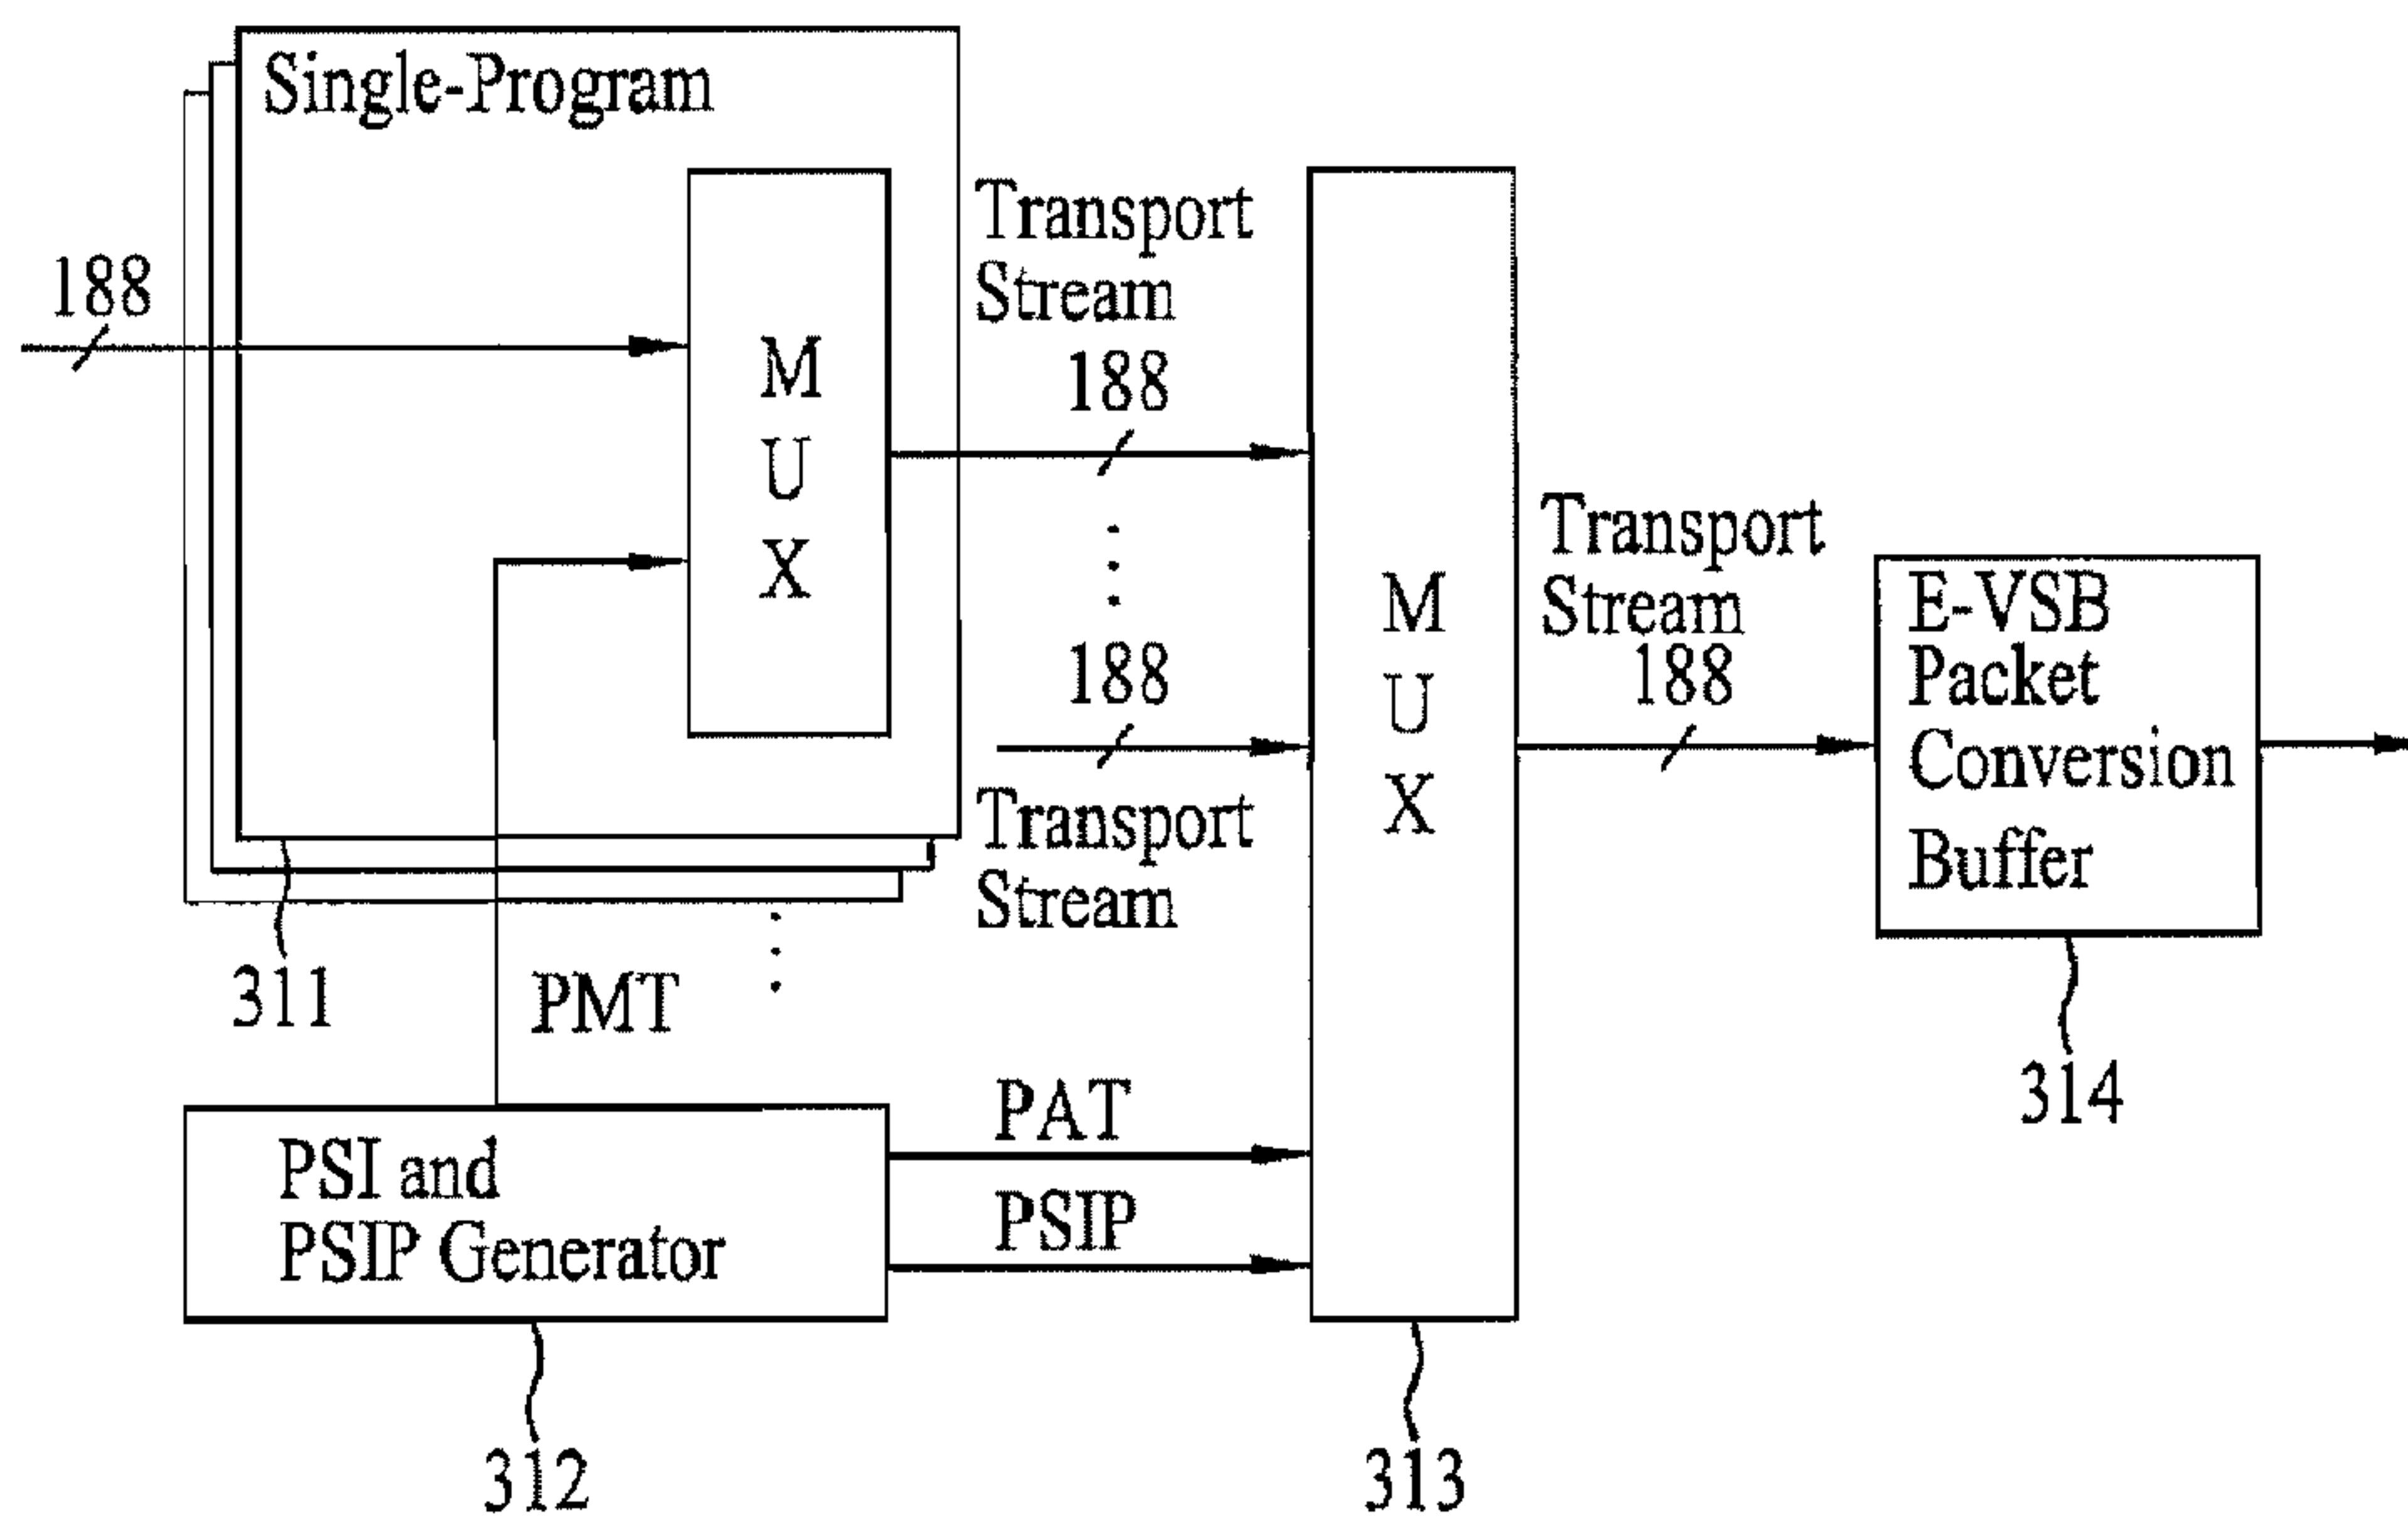 Single-Program
188
M
U
X
Transport
Stream
188
188
Transport
Stream
M
U
X
Transport
Stream
188
E-VSB
Packet
Conversion
Buffer
311
PMT
314
PSI and
PSIP Generator
PAT
PSIP
312
313